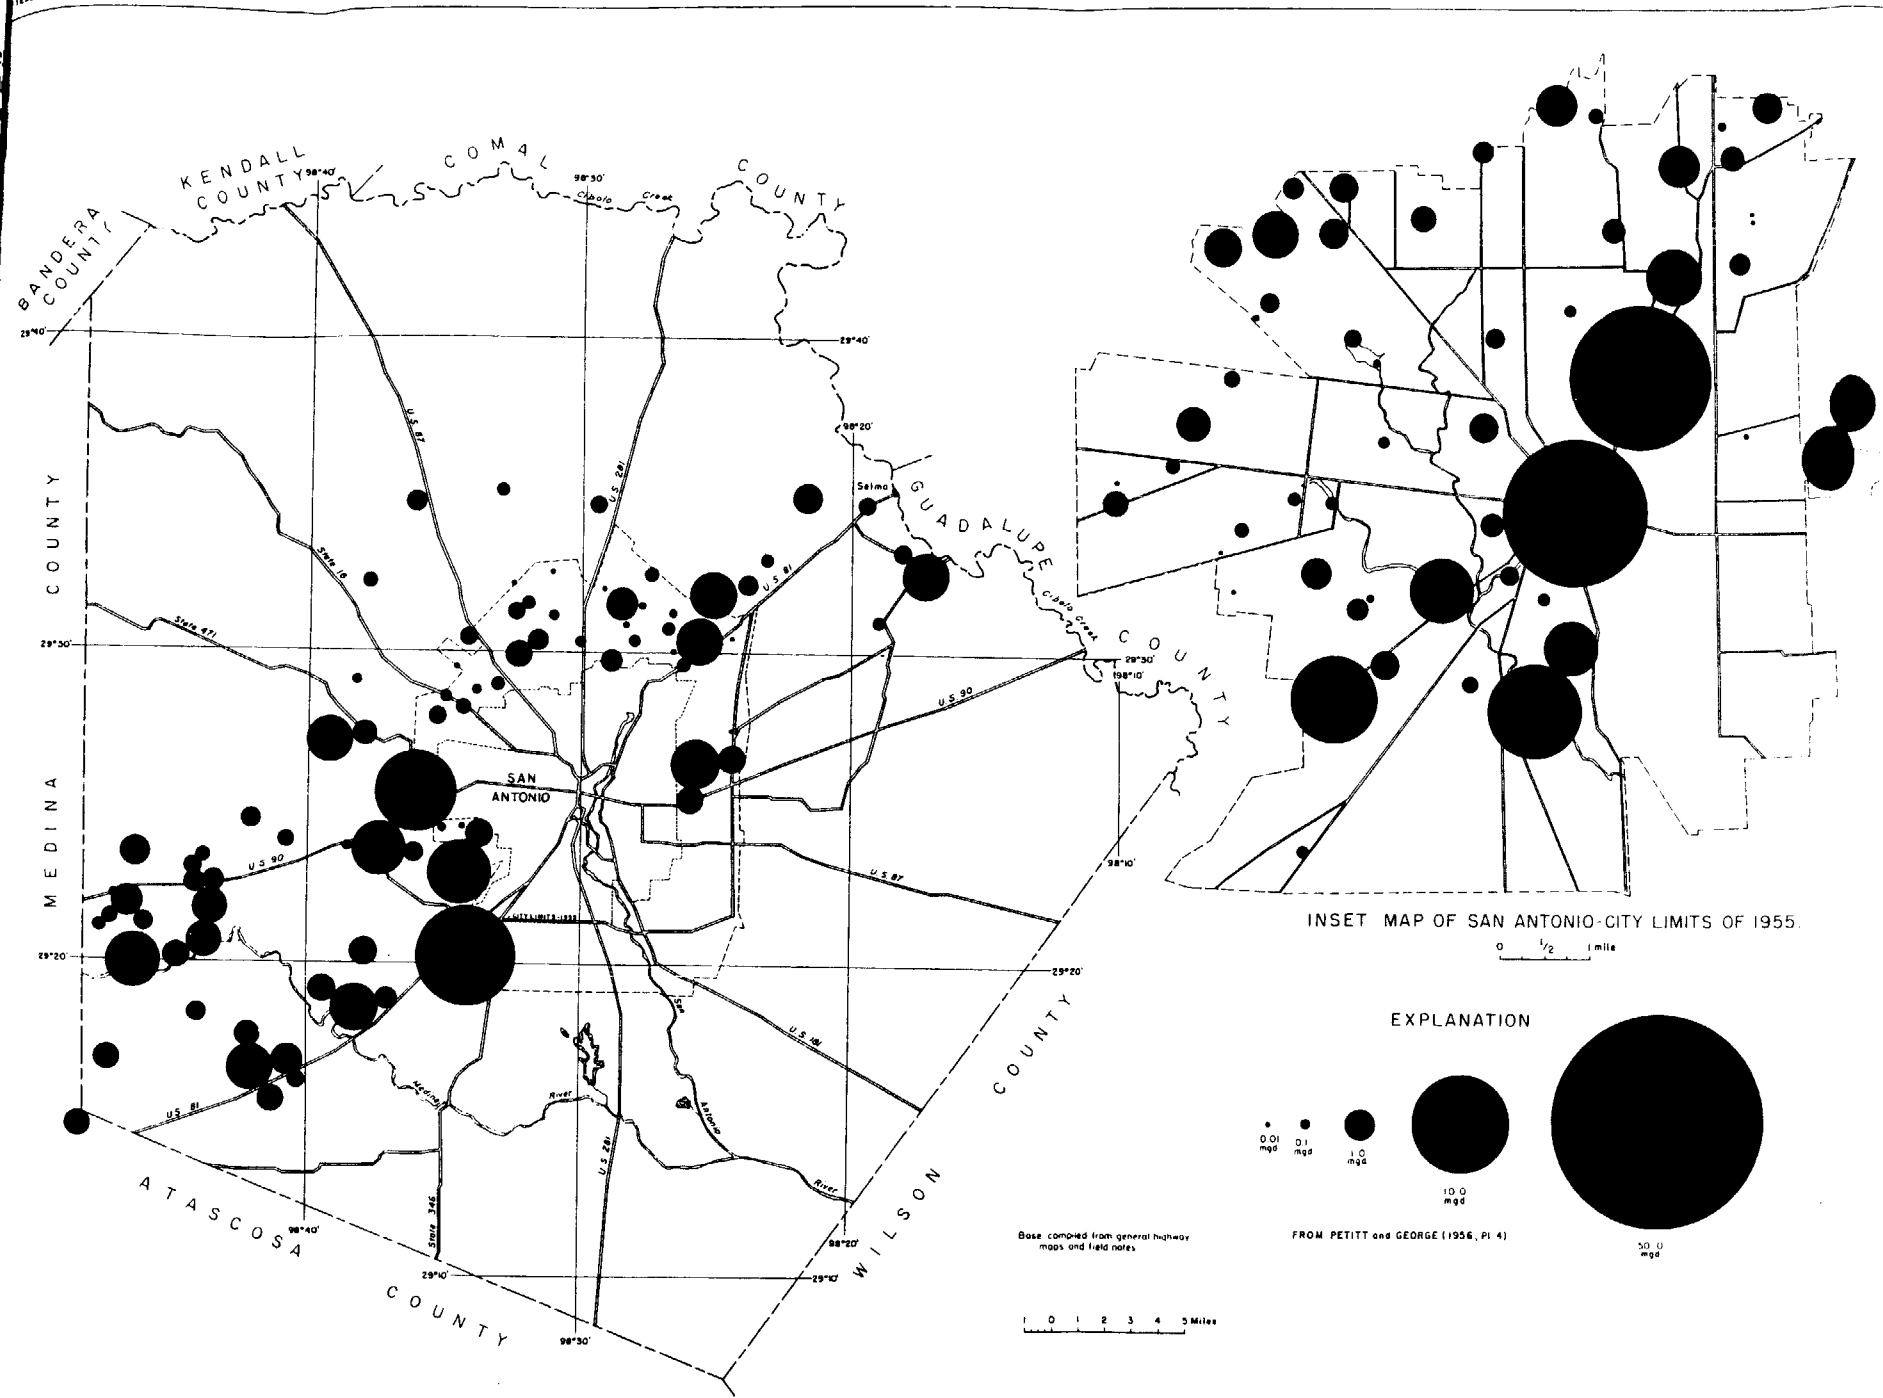 KENDALL
COUNTY
COMAL
COUNTY
BANDERA
COUNTY
98°40'
98°30'
Cibolo Creek
29°40'
29°40'
98°20'
U.S. 87
U.S. 281
Selma
GUADALUPE
COUNTY
Cibolo Creek
State 16
U.S. 81
State 471
29°30'
29°30'
98°10'
U.S. 90
MEDINA
COUNTY
SAN
ANTONIO
U.S. 90
U.S. 87
98°10'
CITY LIMITS-1955
29°20'
29°20'
San
Antonio
River
U.S. 181
Medina
River
U.S. 81
U.S. 281
State 346
98°40'
98°20'
ATASCOSA
COUNTY
29°10'
29°10'
98°30'
WILSON
COUNTY
INSET MAP OF SAN ANTONIO-CITY LIMITS OF 1955.
0 1/2 1 mile
EXPLANATION
0.01
mgd
0.1
mgd
1.0
mgd
10.0
mgd
50.0
mgd
Base compiled from general highway
maps and field notes
FROM PETITT and GEORGE (1956, Pl. 4)
1 0 1 2 3 4 5 Miles